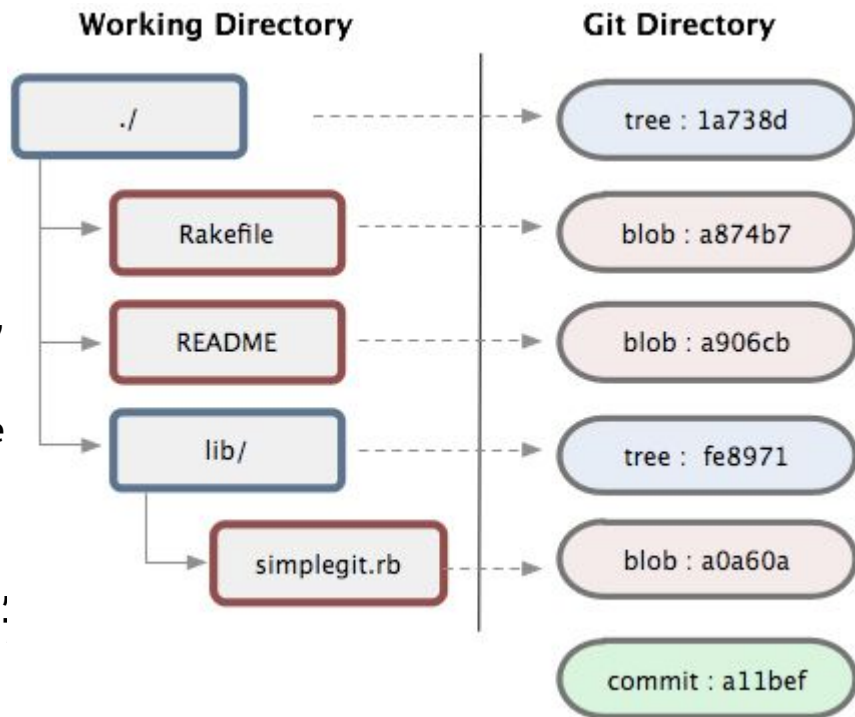 Working Directory Git Directory
./ tree : 1a738d
Rakefile blob : a874b7
README blob : a906cb
lib/ tree : fe8971
simplegit.rb blob : a0a60a
commit : a11bef